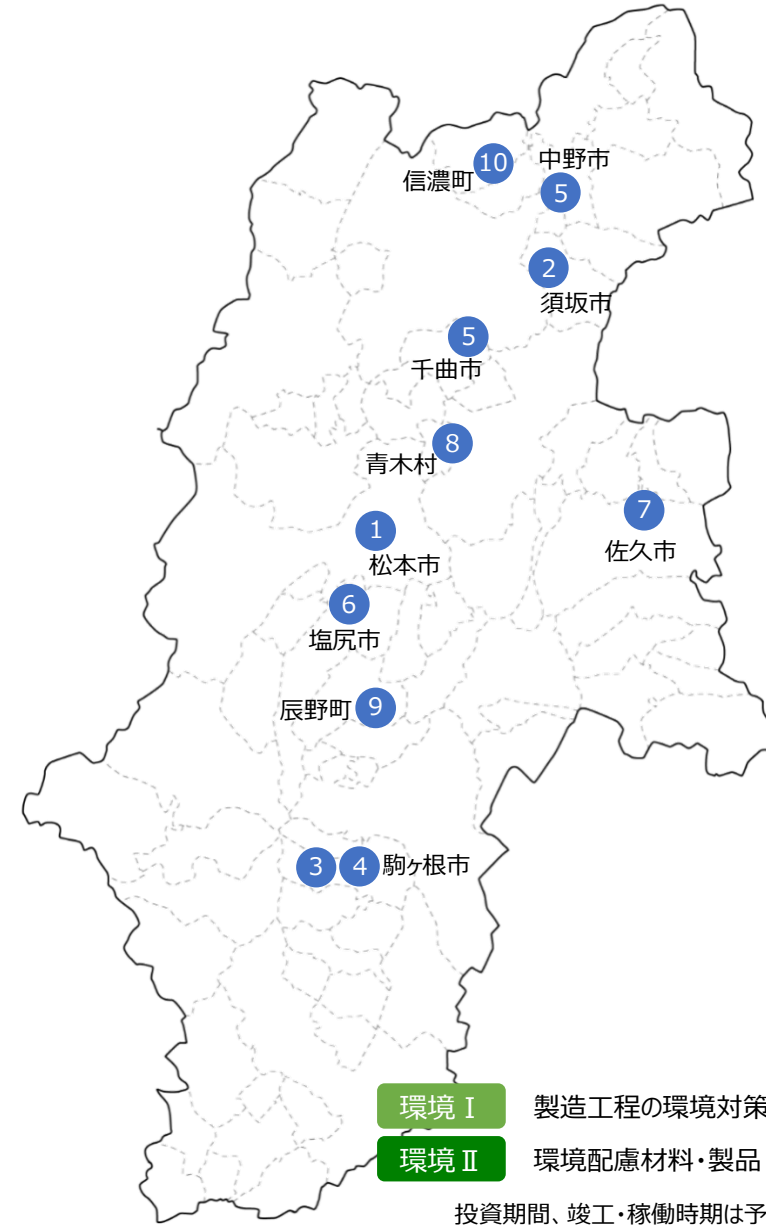 10
中野市
信濃町
5
2
須坂市
5
千曲市
8
青木村
7
佐久市
1
松本市
6
塩尻市
辰野町 9
3 4 駒ヶ根市
環境Ⅰ 製造工程の環境対策
環境Ⅱ 環境配慮材料・製品
投資期間、竣工・稼働時期は予